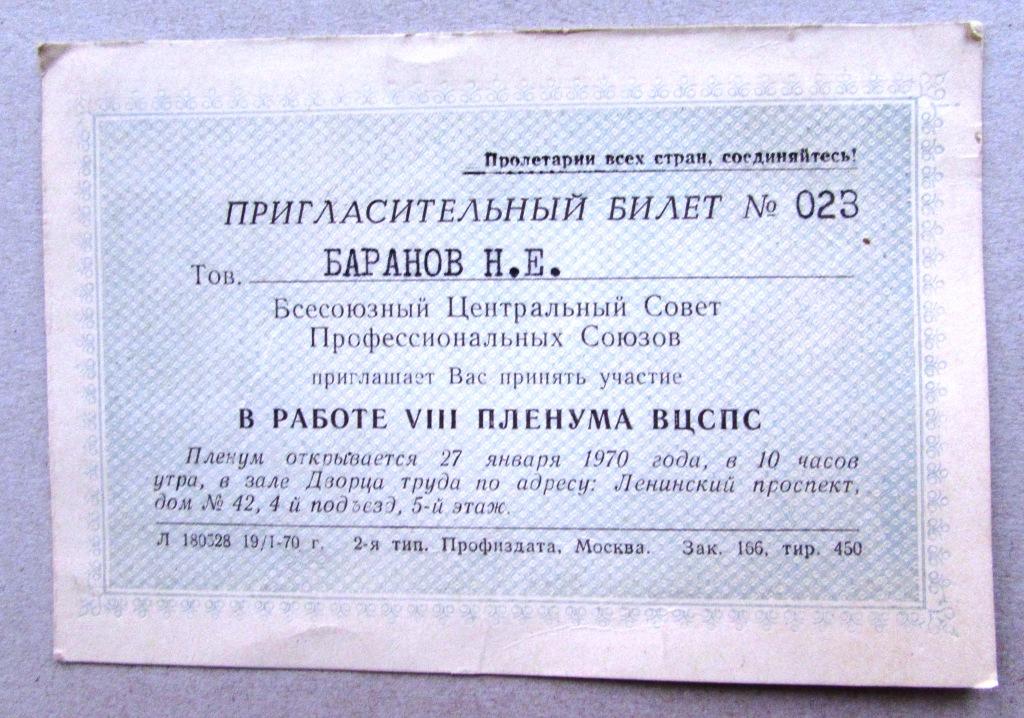 Пролетарии всех стран, соединяйтесь!
ПРИГЛАСИТЕЛЬНЫЙ БИЛЕТ № 023
Тов. БАРАНОВ Н.Е.
Всесоюзный Центральный Совет
Профессиональных Союзов
приглашает Вас принять участие
В РАБОТЕ VIII ПЛЕНУМА ВЦСПС
Пленум открывается 27 января 1970 года, в 10 часов
утра, в зале Дворца труда по адресу: Ленинский проспект,
дом № 42, 4-й подъезд, 5-й этаж.
Л 180528 19/I-70 г. 2-я тип. Профиздата, Москва. Зак. 166, тир. 450